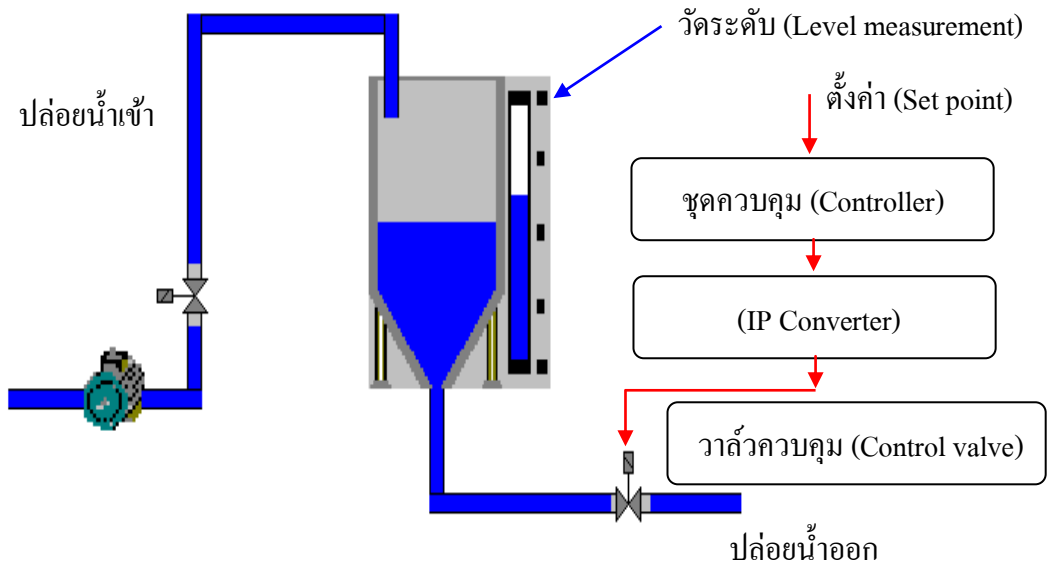 วัดระดับ (Level measurement)
ปล่อยน้ำเข้า
ตั้งค่า (Set point)
ชุดควบคุม (Controller)
(IP Converter)
วาล์วควบคุม (Control valve)
ปล่อยน้ำออก